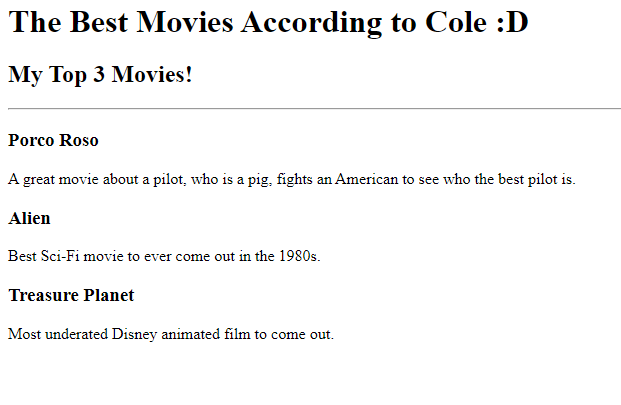 The Best Movies According to Cole :D
My Top 3 Movies!
Porco Roso
A great movie about a pilot, who is a pig, fights an American to see who the best pilot is.
Alien
Best Sci-Fi movie to ever come out in the 1980s.
Treasure Planet
Most underated Disney animated film to come out.